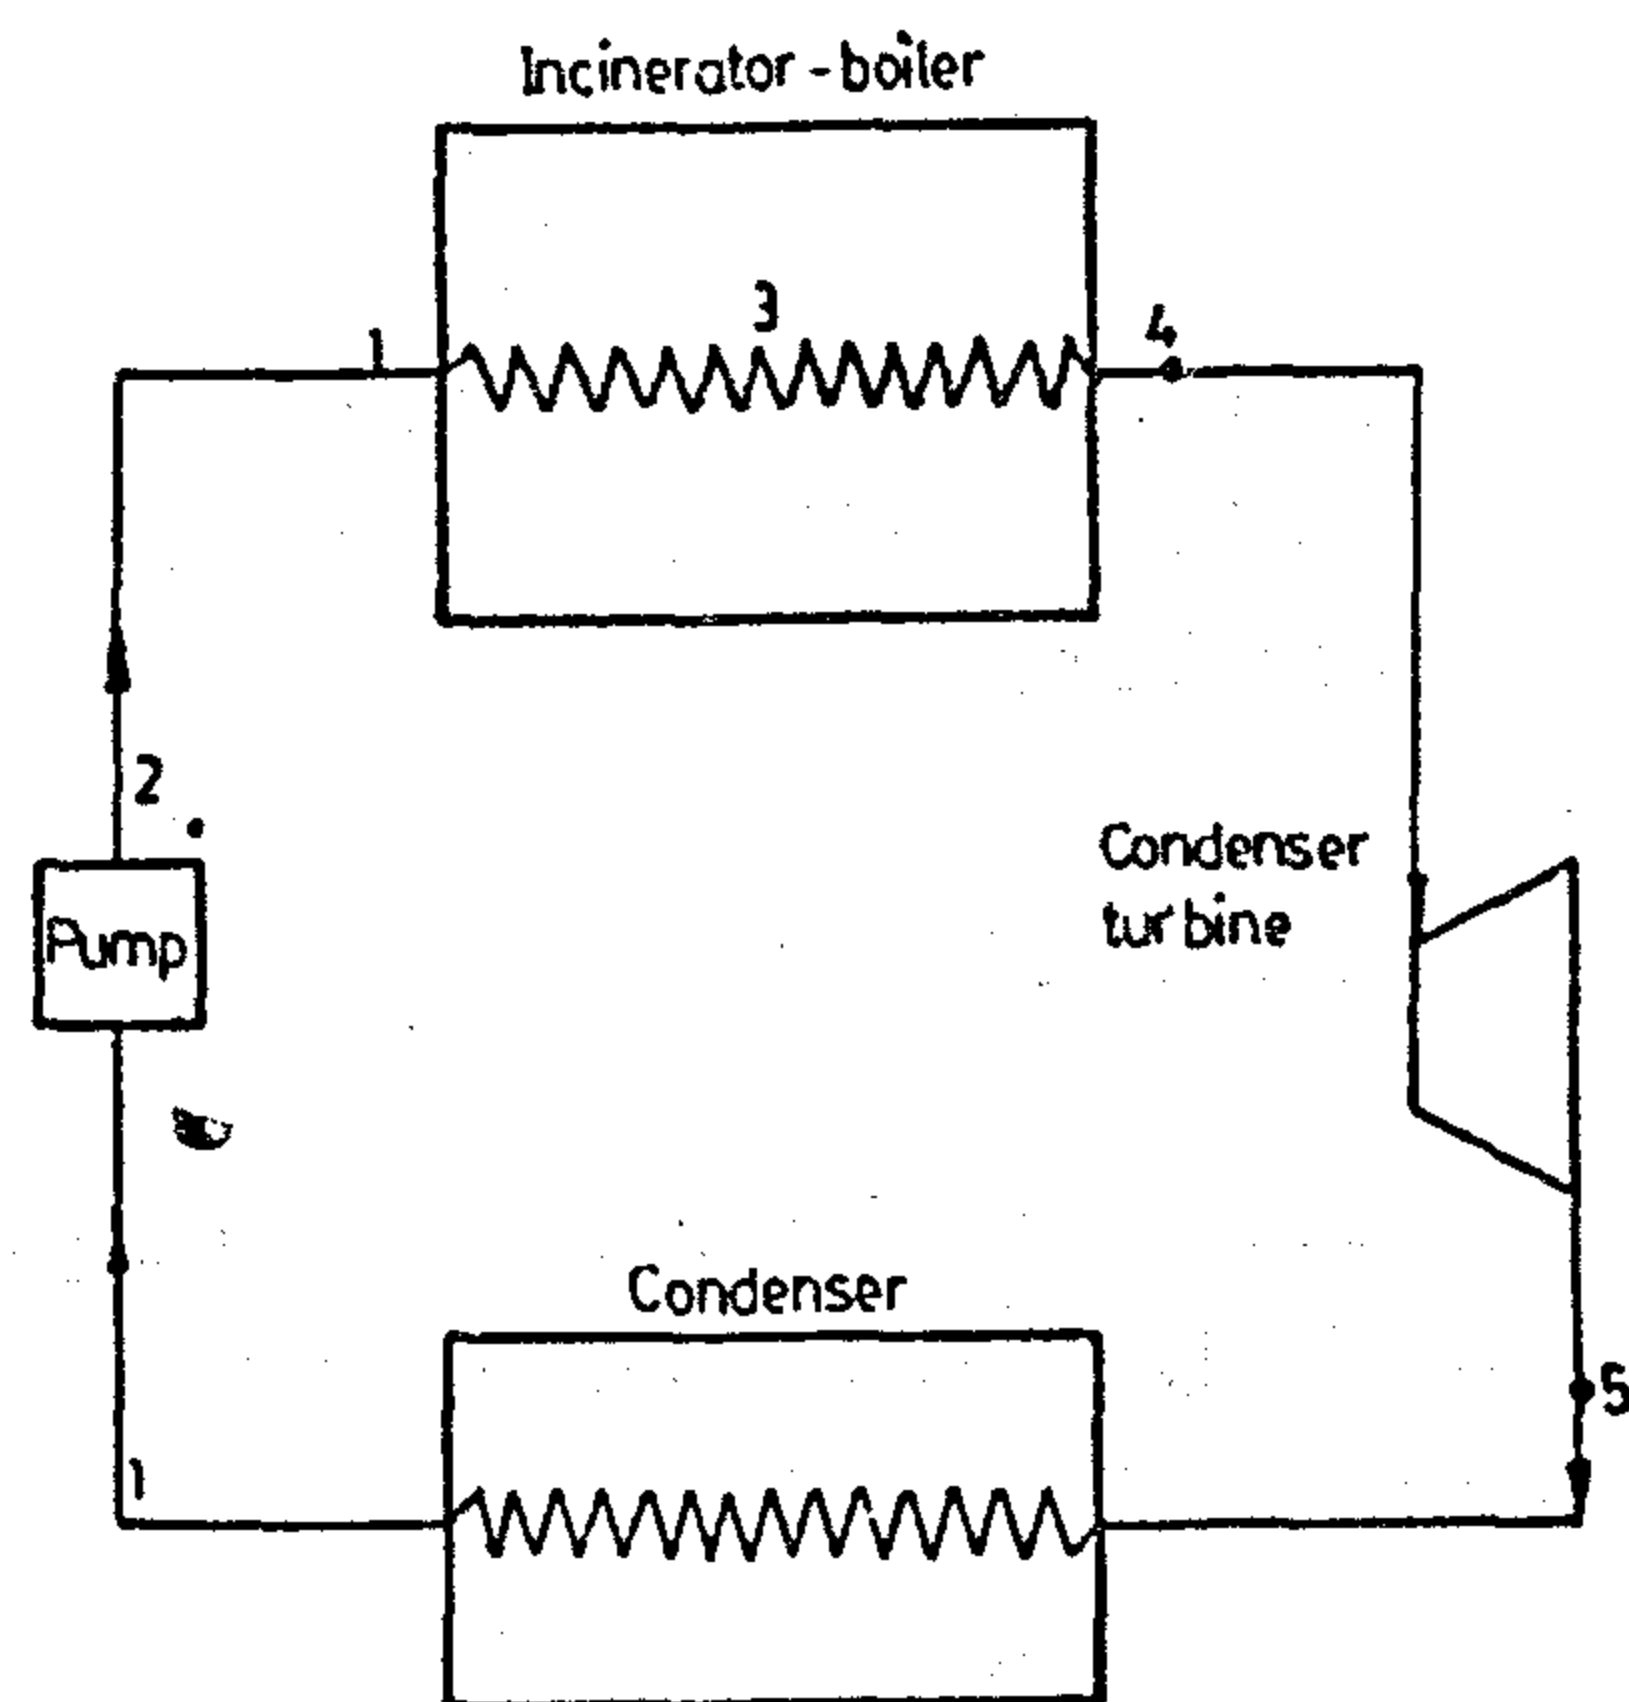 Incinerator-boiler
3
1
4
2
Pump
Condenser
turbine
Condenser
5
1